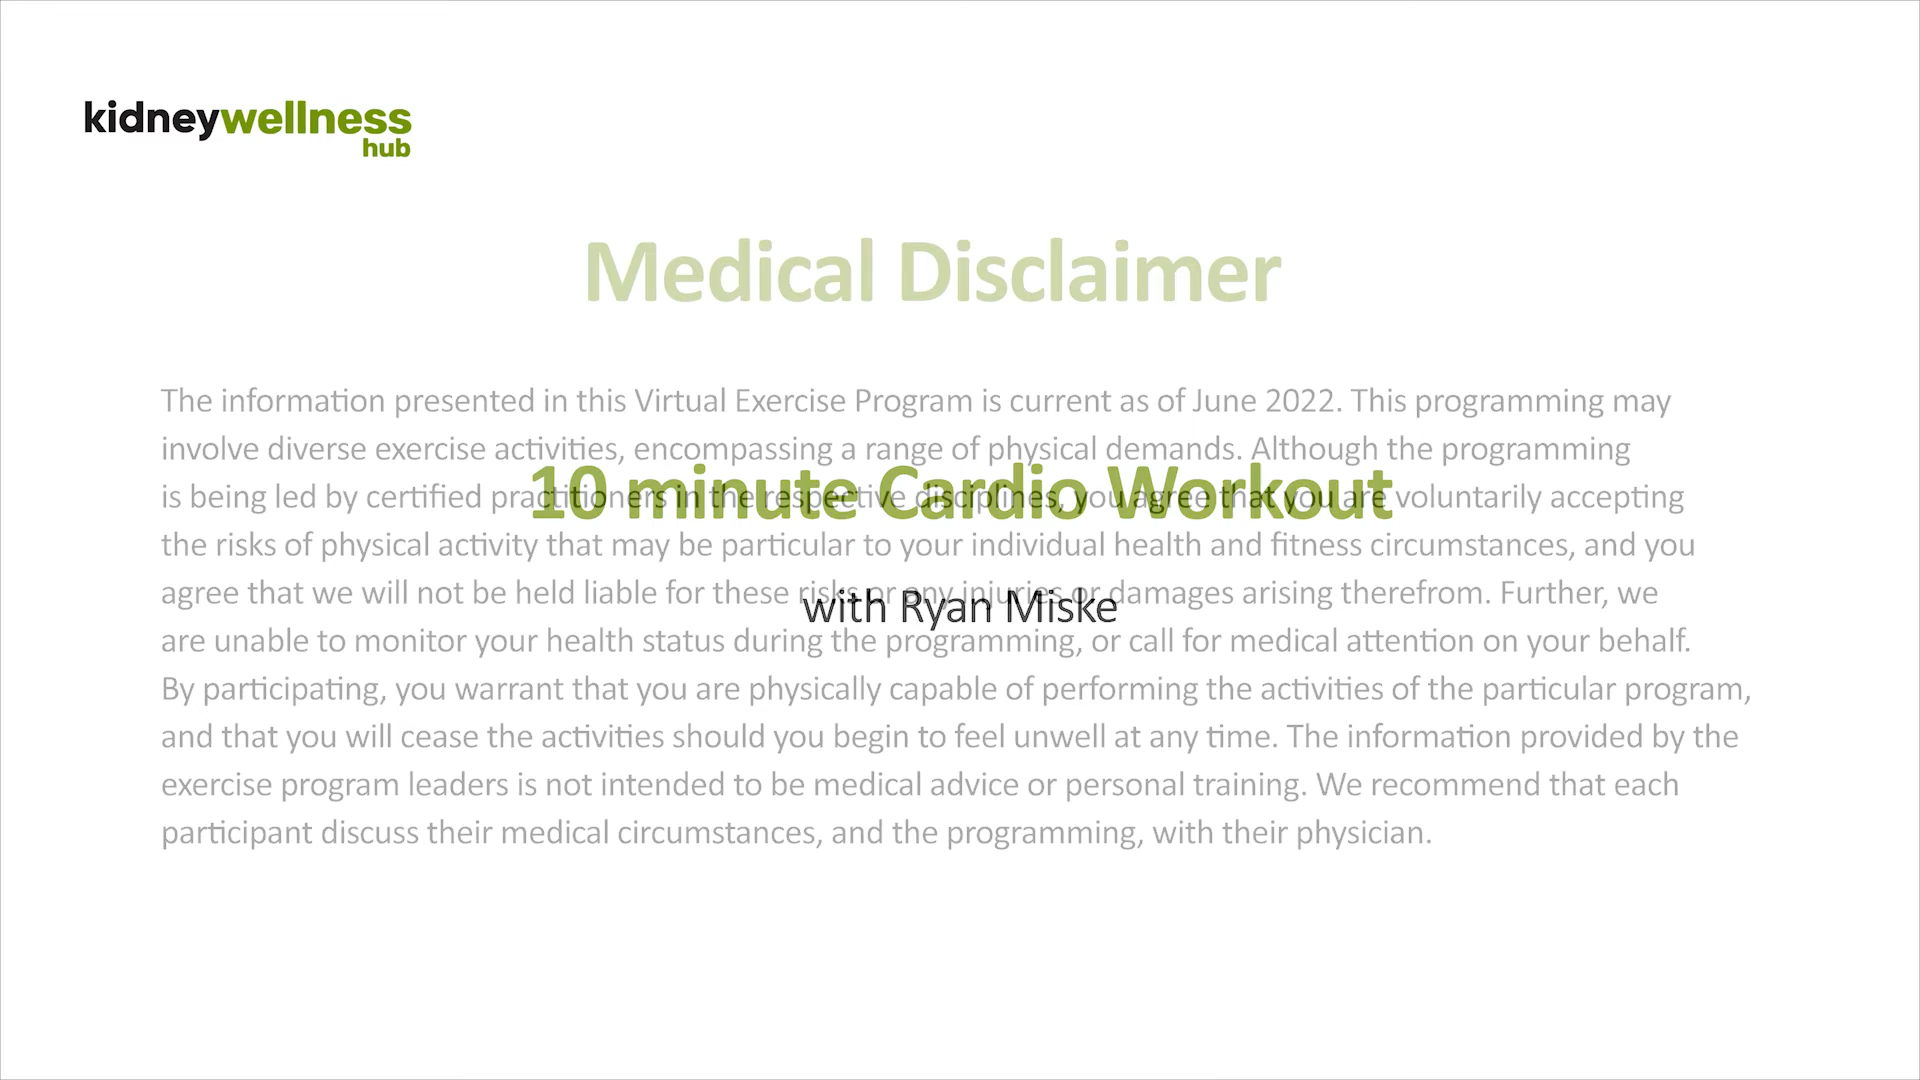 kidneywellness
hub
Medical Disclaimer
The information presented in this Virtual Exercise Program is current as of June 2022. This programming may
involve diverse exercise activities, encompassing a range of physical demands. Although the programming
10 minute Cardio Workout
is being led by certified practitioners in the respective disciplines, you agree that you are voluntarily accepting
the risks of physical activity that may be particular to your individual health and fitness circumstances, and you
agree that we will not be held liable for these risks or any injuries or damages arising therefrom. Further, we
with Ryan Miske
are unable to monitor your health status during the programming, or call for medical attention on your behalf.
By participating, you warrant that you are physically capable of performing the activities of the particular program,
and that you will cease the activities should you begin to feel unwell at any time. The information provided by the
exercise program leaders is not intended to be medical advice or personal training. We recommend that each
participant discuss their medical circumstances, and the programming, with their physician.